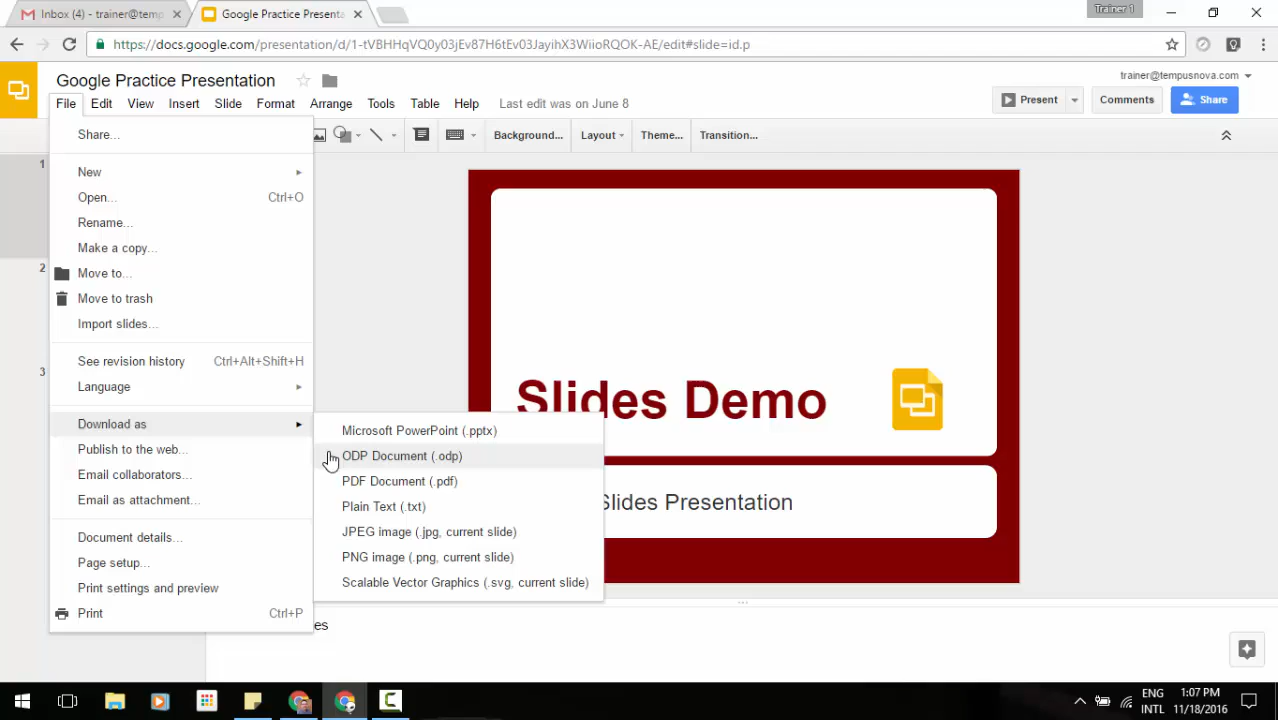 Inbox (4) - trainer@temp
Google Practice Presenta
Trainer 1
https://docs.google.com/presentation/d/1-tVBHHqVQ0y03jEv87H6tEv03JayihX3WiioRQOK-AE/edit#slide=id.p
Google Practice Presentation
trainer@tempusnova.com
File Edit View Insert Slide Format Arrange Tools Table Help Last edit was on June 8
Present Comments Share
Background... Layout Theme... Transition...
Share...
New
Open... Ctrl+O
Rename...
Make a copy...
Move to...
Move to trash
Import slides...
See revision history Ctrl+Alt+Shift+H
Language
Download as
Publish to the web...
Email collaborators...
Email as attachment...
Document details...
Page setup...
Print settings and preview
Print Ctrl+P
Microsoft PowerPoint (.pptx)
ODP Document (.odp)
PDF Document (.pdf)
Plain Text (.txt)
JPEG image (.jpg, current slide)
PNG image (.png, current slide)
Scalable Vector Graphics (.svg, current slide)
1
2
3
Slides Demo
Slides Presentation
es
ENG
INTL
1:07 PM
11/18/2016